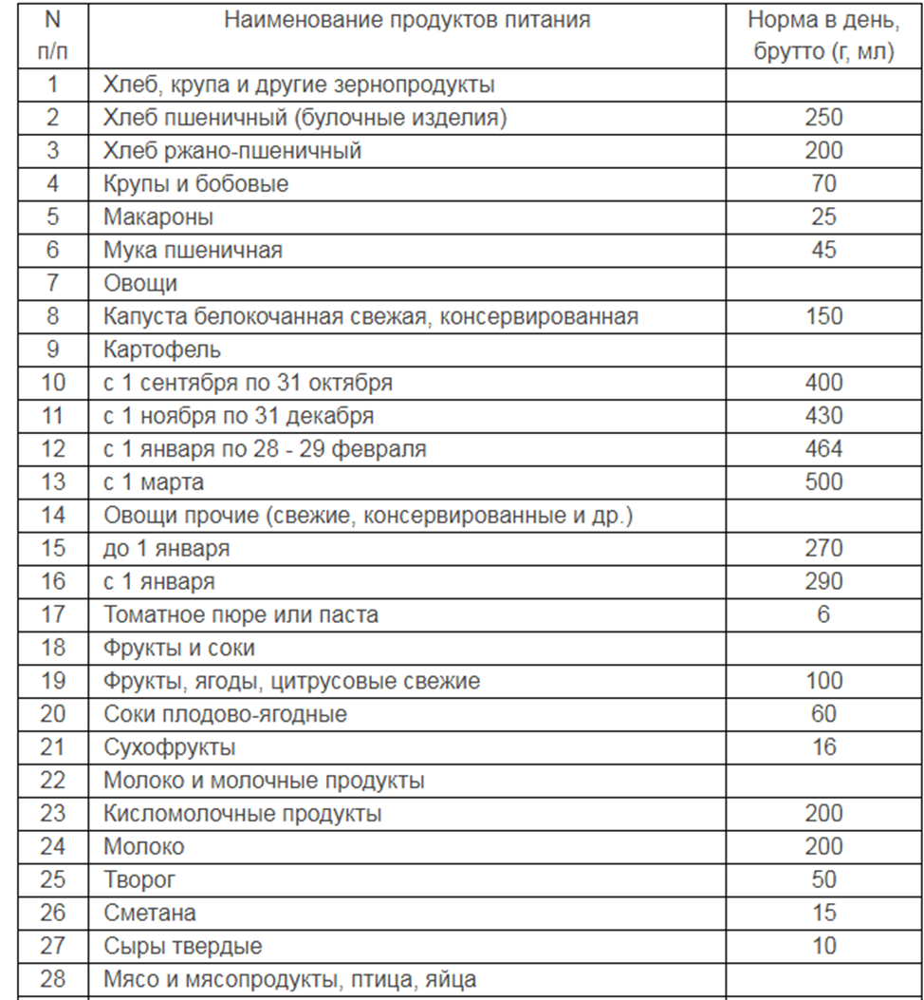 N Наименование продуктов питания Норма в день,
п/п брутто (г, мл)
1 Хлеб, крупа и другие зернопродукты
2 Хлеб пшеничный (булочные изделия) 250
3 Хлеб ржано-пшеничный 200
4 Крупы и бобовые 70
5 Макароны 25
6 Мука пшеничная 45
7 Овощи
8 Капуста белокочанная свежая, консервированная 150
9 Картофель
10 с 1 сентября по 31 октября 400
11 с 1 ноября по 31 декабря 430
12 с 1 января по 28 - 29 февраля 464
13 с 1 марта 500
14 Овощи прочие (свежие, консервированные и др.)
15 до 1 января 270
16 с 1 января 290
17 Томатное пюре или паста 6
18 Фрукты и соки
19 Фрукты, ягоды, цитрусовые свежие 100
20 Соки плодово-ягодные 60
21 Сухофрукты 16
22 Молоко и молочные продукты
23 Кисломолочные продукты 200
24 Молоко 200
25 Творог 50
26 Сметана 15
27 Сыры твердые 10
28 Мясо и мясопродукты, птица, яйца